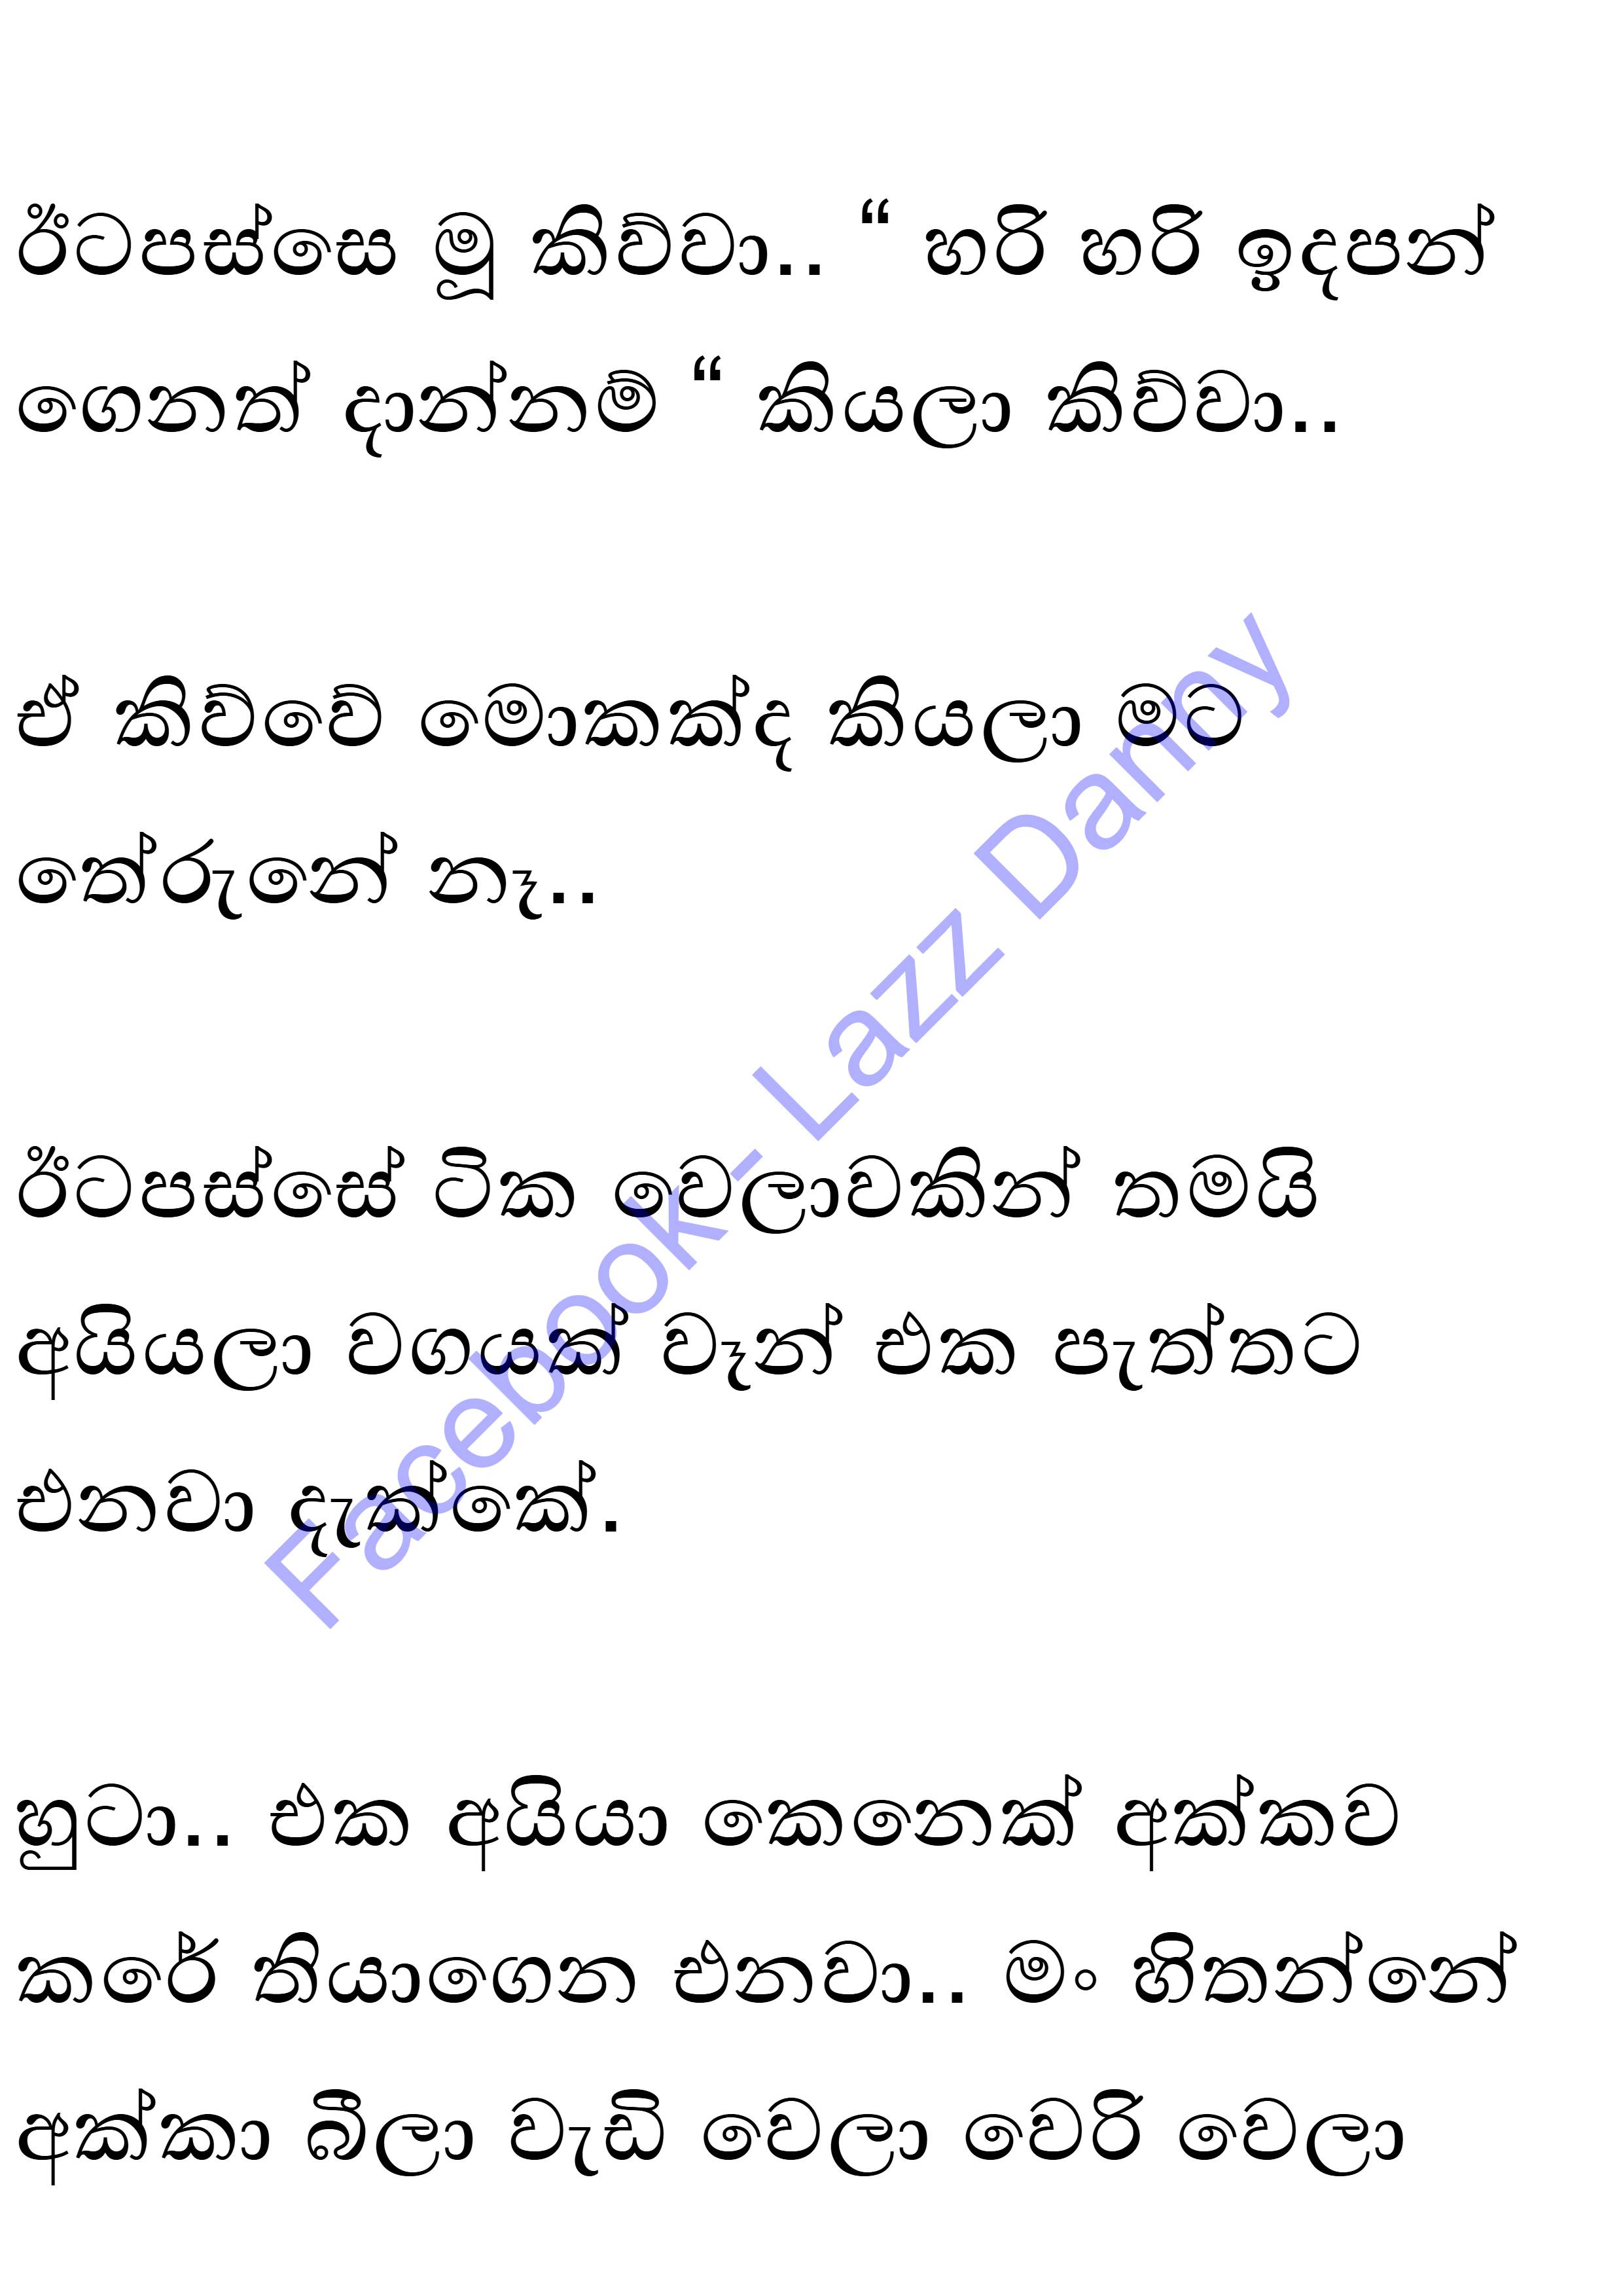 ඊටපස්සෙ මූ කිව්වා.. “ හරි හරි ඉදපන්
ගෙනත් දාන්නම් “ කියලා කිව්වා..
ඒ කිව්වේ මොකක්ද කියලා මට
තේරුනේ නෑ..
ඊටපස්සේ ටික වෙලාවකින් තමයි
අයියලා වගයක් වෑන් එක පැත්තට
එනවා දැක්කේ.
හුටා.. එක අයියා කෙනෙක් අක්කව
කරේ තියාගෙන එනවා.. මං හිතන්නේ
අක්කා බීලා වැඩි වෙලා වෙරි වෙලා
Facebook- Lazz Danny